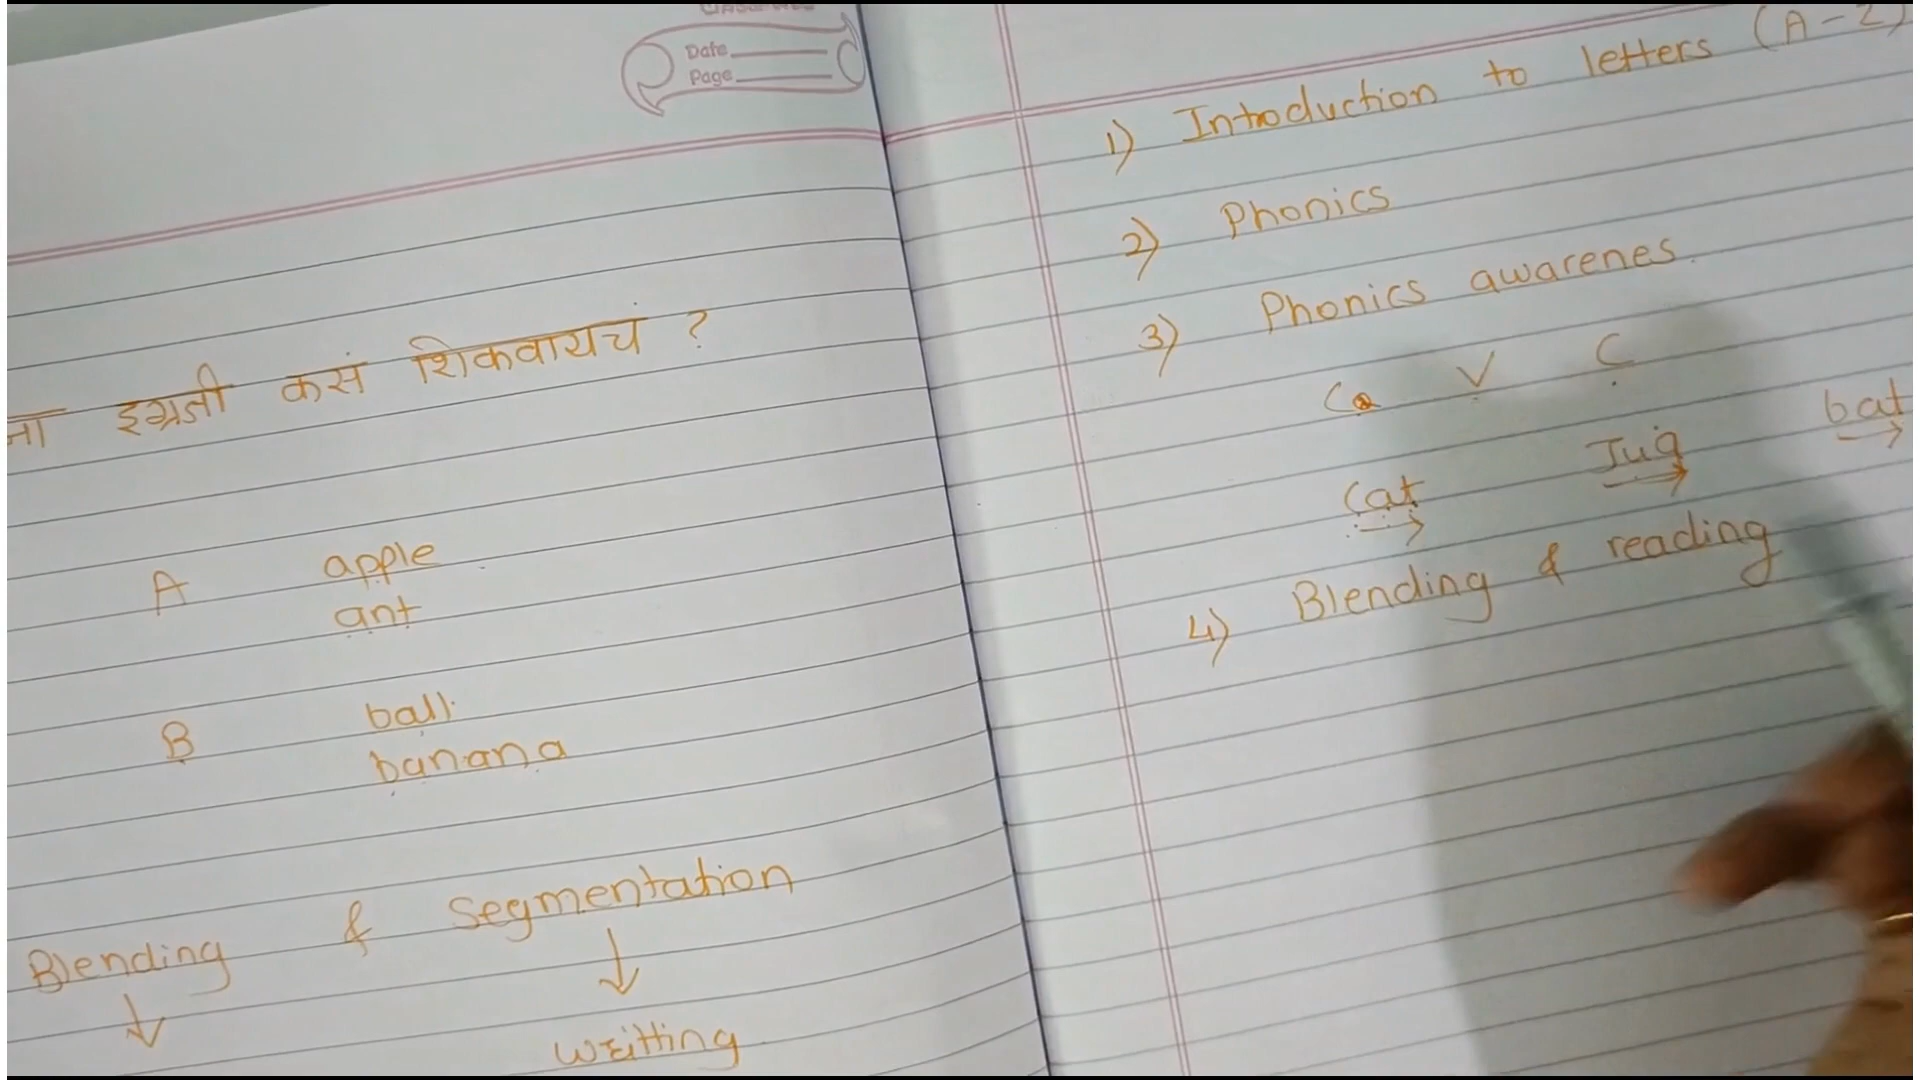 Date
Page
ना इंग्रजी कसं शिकवायचं ?
A apple
ant
B ball
banana
Blending & Segmentation
↓ ↓
writting
1) Introduction to letters (A-Z)
2) Phonics
3) Phonics awarenes.
C V C
Cat Jug bat
4) Blending & reading